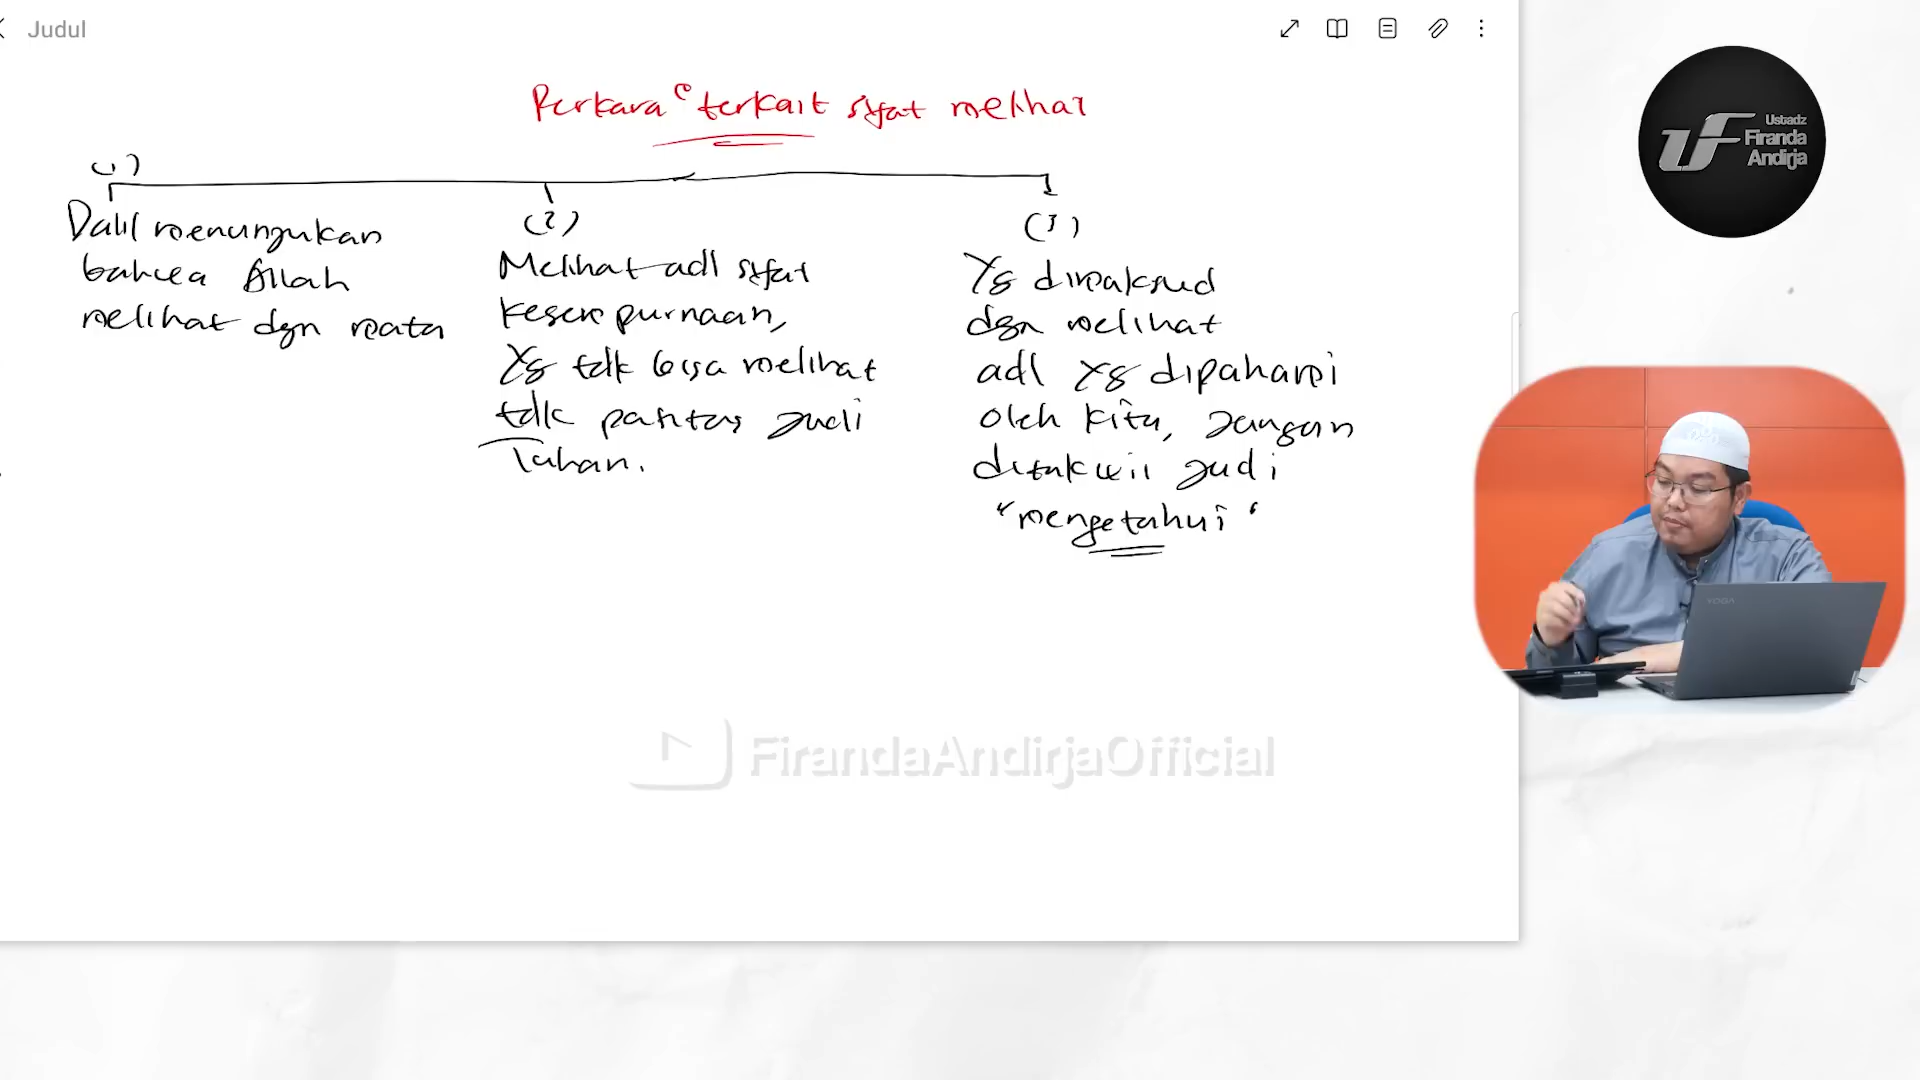 Judul
Perkara² terkait sifat melihat
(1)
Dalil menunjukan
bahwa Allah
melihat dgn mata
(2)
Melihat adl sifat
kesempurnaan,
Yg tdk bisa melihat
tdk pantas jadi
Tuhan.
(3)
Yg dimaksud
dgn melihat
adl yg dipahami
oleh kita, jangan
ditakwil jadi
"mengetahui"
Ustadz
Firanda
Andirja
YOGA
FirandaAndirjaOfficial